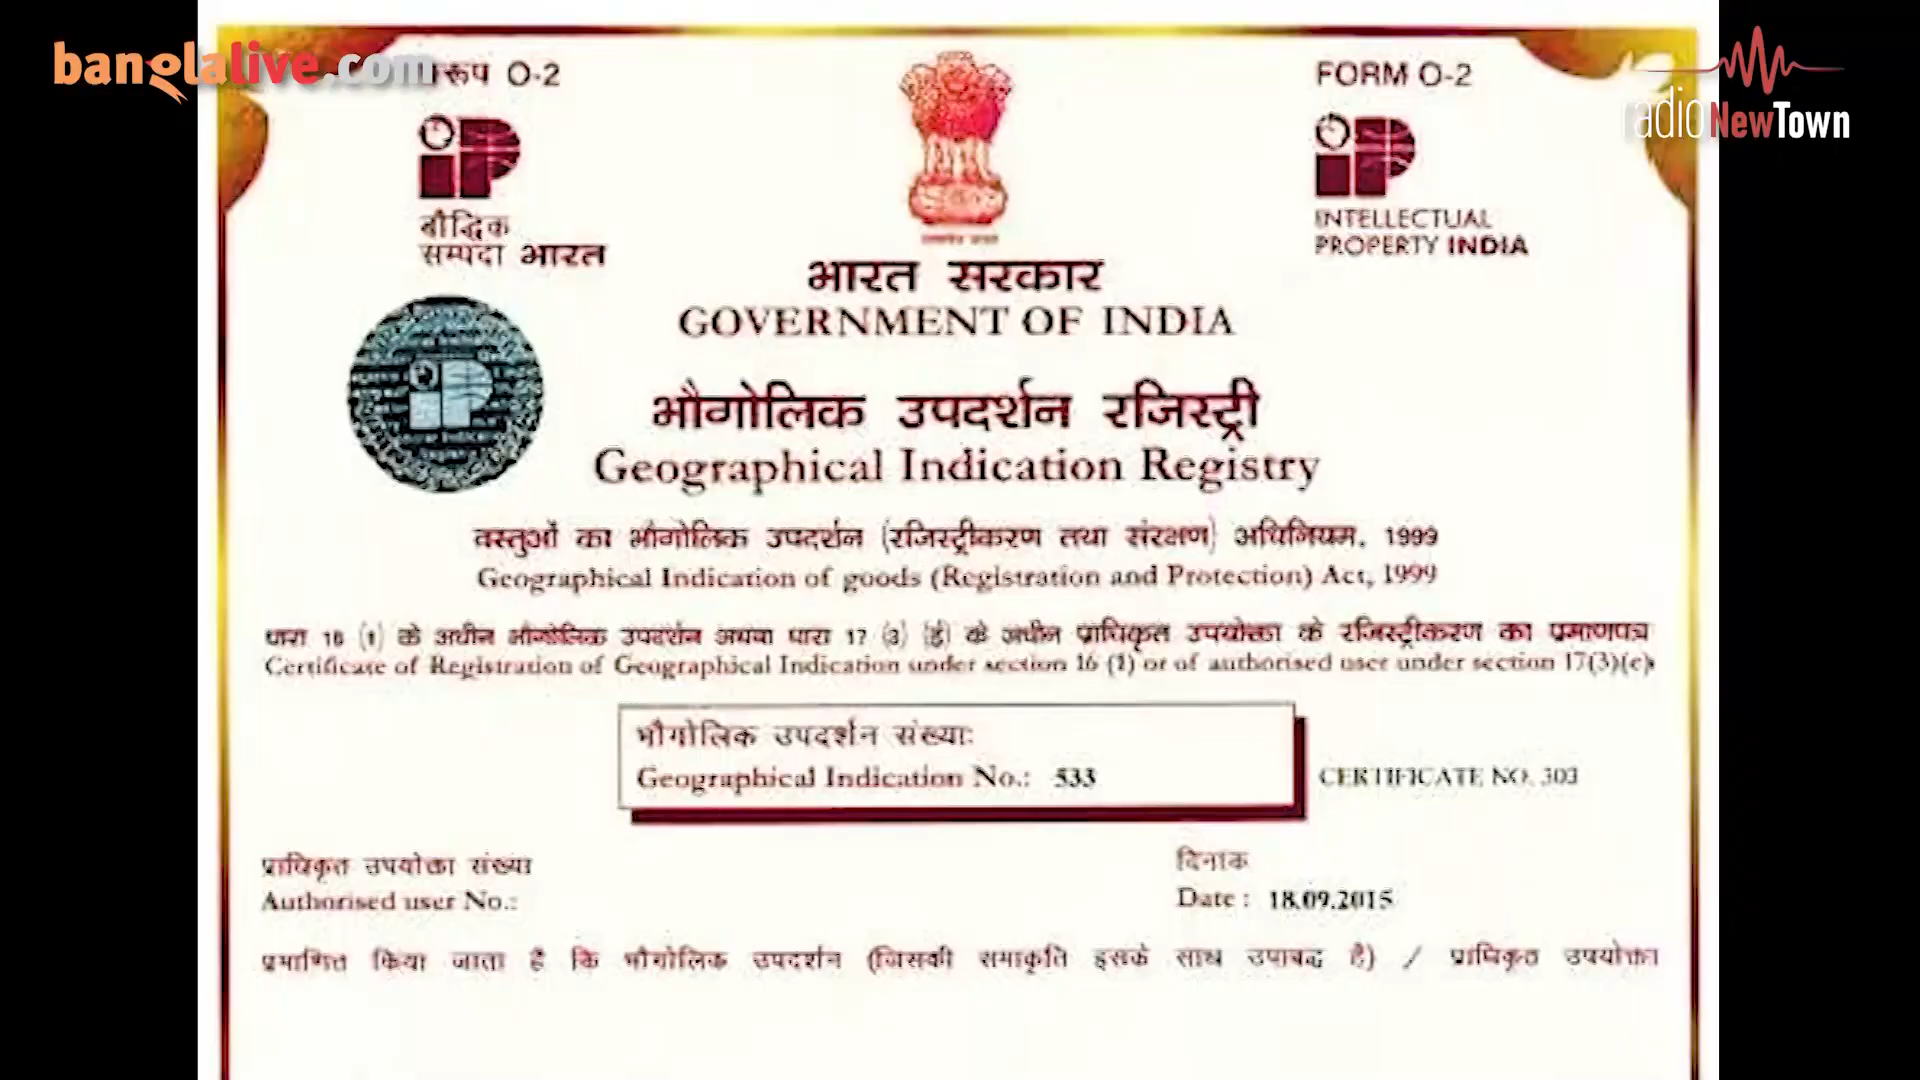 banglalive.com
रूप O-2
FORM O-2
radio NewTown
बौद्धिक
सम्पदा भारत
INTELLECTUAL
PROPERTY INDIA
भारत सरकार
GOVERNMENT OF INDIA
भौगोलिक उपदर्शन रजिस्ट्री
Geographical Indication Registry
वस्तुओं का भौगोलिक उपदर्शन (रजिस्ट्रीकरण तथा संरक्षण) अधिनियम, 1999
Geographical Indication of goods (Registration and Protection) Act, 1999
धारा 16 (1) के अधीन भौगोलिक उपदर्शन अथवा धारा 17 (3) (ई) के अधीन प्राधिकृत उपयोक्ता के रजिस्ट्रीकरण का प्रमाणपत्र
Certificate of Registration of Geographical Indication under section 16 (1) or of authorised user under section 17(3)(e)
भौगोलिक उपदर्शन संख्याः
Geographical Indication No.: 533
CERTIFICATE NO. 303
प्राधिकृत उपयोक्ता संख्या
Authorised user No.:
दिनाक
Date : 18.09.2015
प्रमाणित किया जाता है कि भौगोलिक उपदर्शन (जिसकी समाकृति इसके साथ उपाबद्ध है) / प्राधिकृत उपयोक्ता